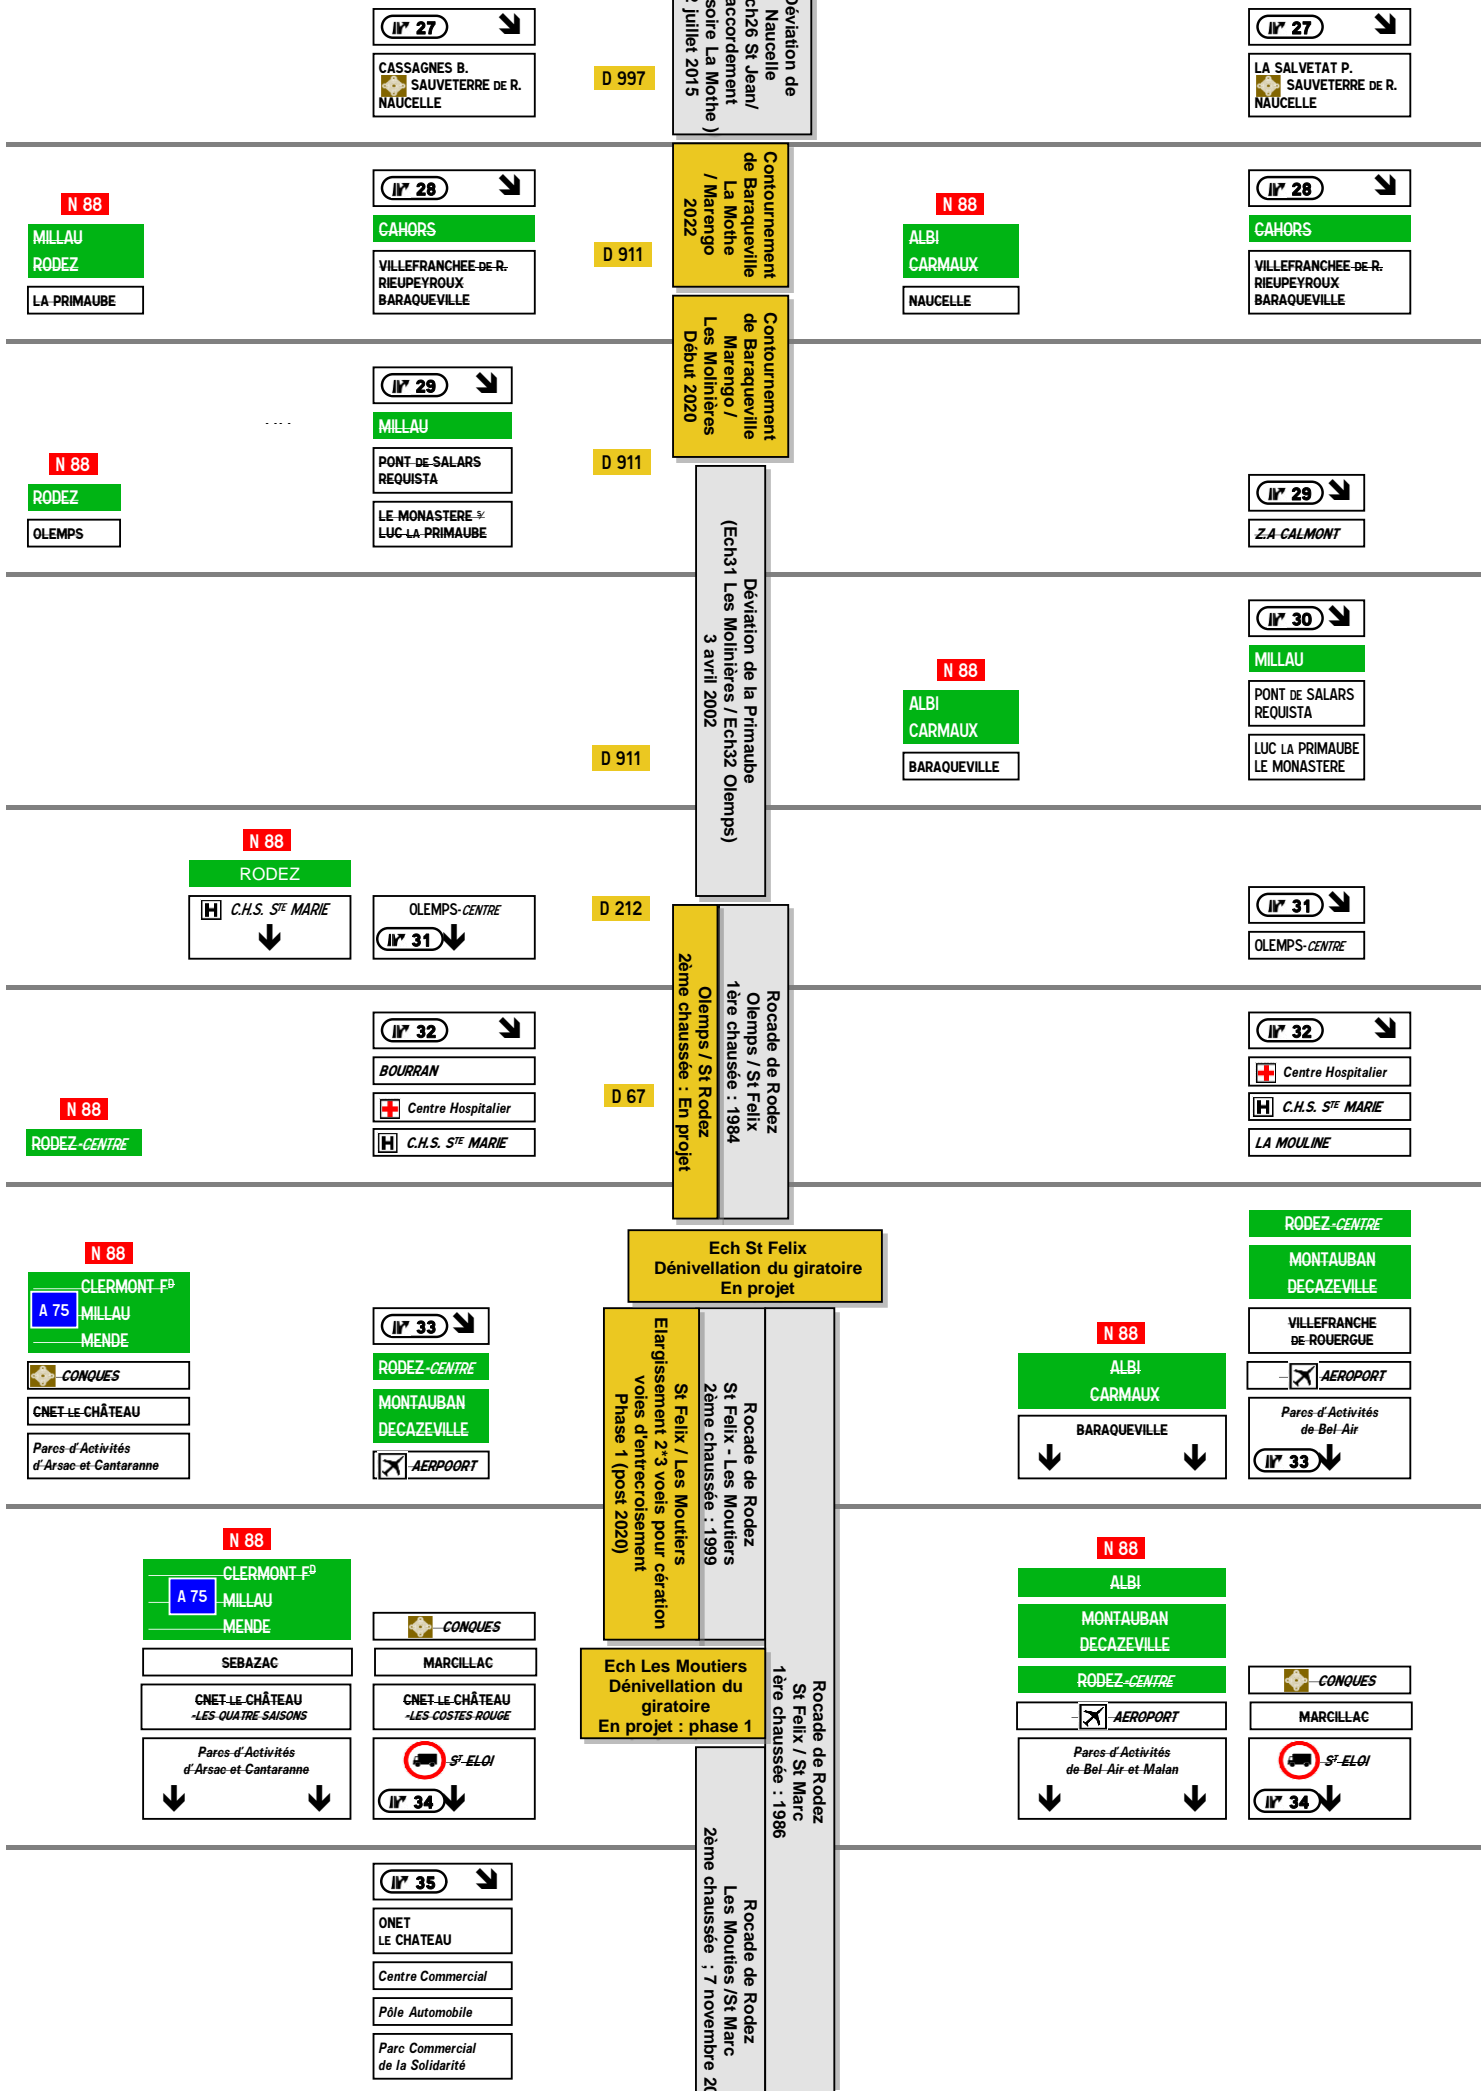 27
CASSAGNES B.
SAUVETERRE DE R.
NAUCELLE
D 997
Déviation de
Naucelle
ch26 St Jean/
accordement
soire La Mothe )
2 juillet 2015
27
LA SALVETAT P.
SAUVETERRE DE R.
NAUCELLE
N 88
MILLAU
RODEZ
LA PRIMAUBE
28
CAHORS
VILLEFRANCHEE DE R.
RIEUPEYROUX
BARAQUEVILLE
D 911
Contournement
de Baraqueville
La Mothe
/ Marengo
2022
N 88
ALBI
CARMAUX
NAUCELLE
28
CAHORS
VILLEFRANCHEE DE R.
RIEUPEYROUX
BARAQUEVILLE
Contournement
de Baraqueville
Marengo /
Les Molinières
Début 2020
N 88
RODEZ
OLEMPS
29
MILLAU
PONT DE SALARS
REQUISTA
LE MONASTERE S/
LUC LA PRIMAUBE
D 911
29
Z.A CALMONT
Déviation de la Primaube
(Ech31 Les Molinières / Ech32 Olemps)
3 avril 2002
D 911
N 88
ALBI
CARMAUX
BARAQUEVILLE
30
MILLAU
PONT DE SALARS
REQUISTA
LUC LA PRIMAUBE
LE MONASTERE
N 88
RODEZ
H C.H.S. STE MARIE
OLEMPS-CENTRE
31
D 212
31
OLEMPS-CENTRE
Rocade de Rodez
Olemps / St Felix
1ère chausée : 1984
Olemps / St Rodez
2ème chaussée : En projet
N 88
RODEZ-CENTRE
32
BOURRAN
Centre Hospitalier
H C.H.S. STE MARIE
D 67
32
Centre Hospitalier
H C.H.S. STE MARIE
LA MOULINE
Ech St Felix
Dénivellation du giratoire
En projet
N 88
CLERMONT FD
A 75 MILLAU
MENDE
CONQUES
CNET LE CHÂTEAU
Parcs d'Activités
d'Arsac et Cantaranne
33
RODEZ-CENTRE
MONTAUBAN
DECAZEVILLE
AERPOORT
Rocade de Rodez
St Felix - Les Moutiers
2ème chaussée : 1999
St Felix / Les Moutiers
Elargissement 2*3 voeis pour cération
voies d'entrecroisement
Phase 1 (post 2020)
N 88
ALBI
CARMAUX
BARAQUEVILLE
RODEZ-CENTRE
MONTAUBAN
DECAZEVILLE
VILLEFRANCHE
DE ROUERGUE
AEROPORT
Parcs d'Activités
de Bel Air
33
N 88
CLERMONT FD
A 75 MILLAU
MENDE
SEBAZAC
CNET LE CHÂTEAU
-LES QUATRE SAISONS
Parcs d'Activités
d'Arsac et Cantaranne
CONQUES
MARCILLAC
CNET LE CHÂTEAU
-LES COSTES ROUGE
ST ELOI
34
Ech Les Moutiers
Dénivellation du
giratoire
En projet : phase 1
Rocade de Rodez
St Felix / St Marc
1ère chaussée : 1986
N 88
ALBI
MONTAUBAN
DECAZEVILLE
RODEZ-CENTRE
AEROPORT
Parcs d'Activités
de Bel Air et Malan
CONQUES
MARCILLAC
ST ELOI
34
35
ONET
LE CHATEAU
Centre Commercial
Pôle Automobile
Parc Commercial
de la Solidarité
Rocade de Rodez
Les Mouties /St Marc
2ème chaussée ; 7 novembre 20